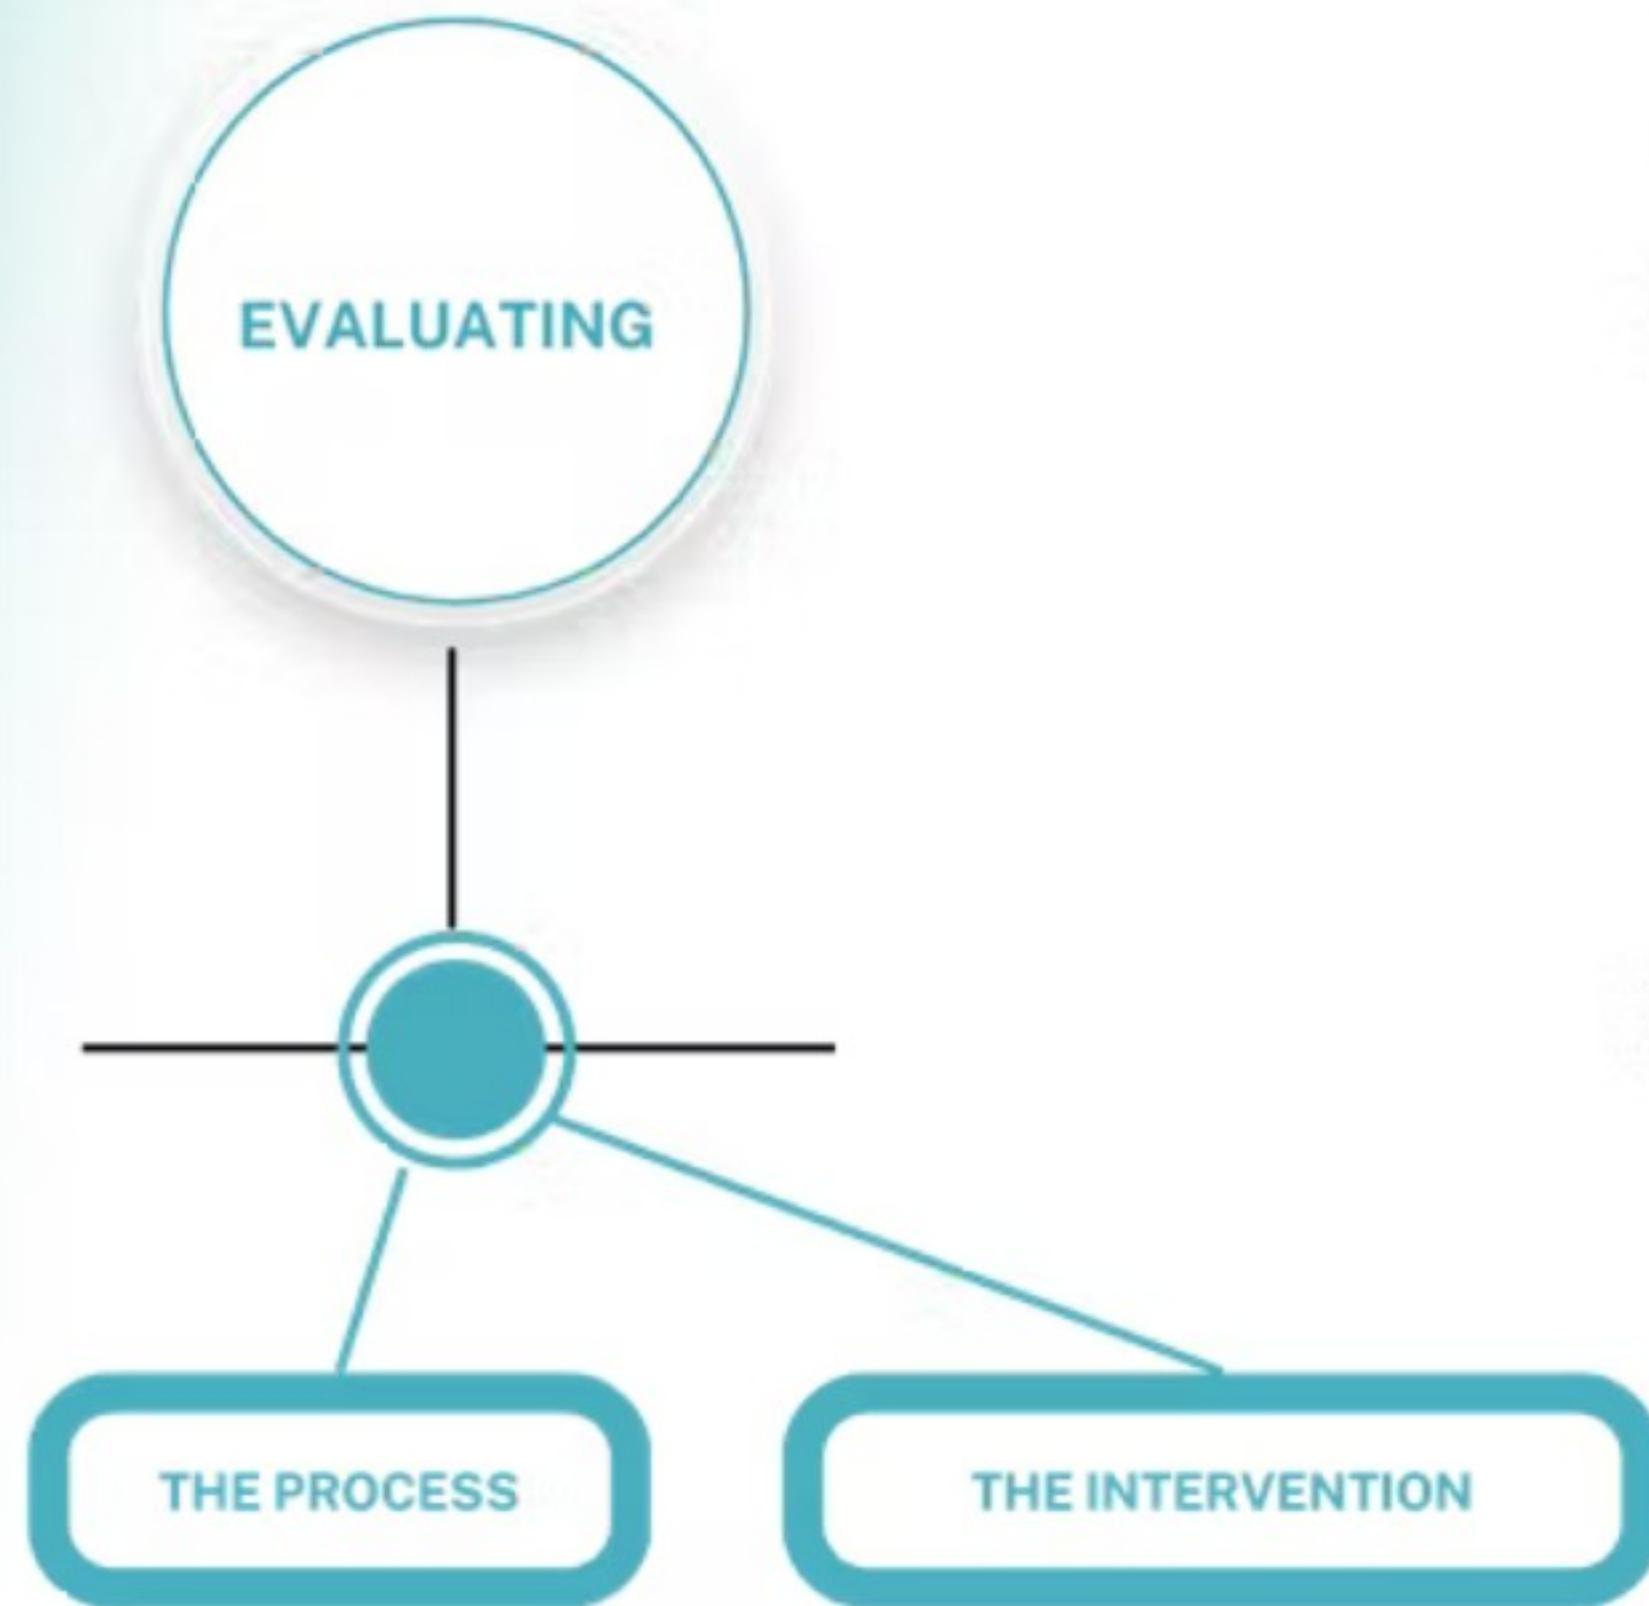 EVALUATING
THE PROCESS
THE INTERVENTION